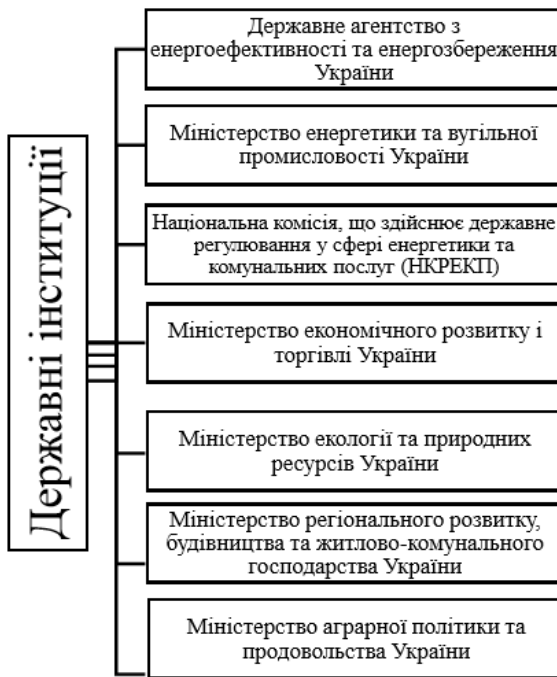 Державні інституції
Державне агентство з
енергоефективності та енергозбереження
України
Міністерство енергетики та вугільної
промисловості України
Національна комісія, що здійснює державне
регулювання у сфері енергетики та
комунальних послуг (НКРЕКП)
Міністерство економічного розвитку і
торгівлі України
Міністерство екології та природних
ресурсів України
Міністерство регіонального розвитку,
будівництва та житлово-комунального
господарства України
Міністерство аграрної політики та
продовольства України